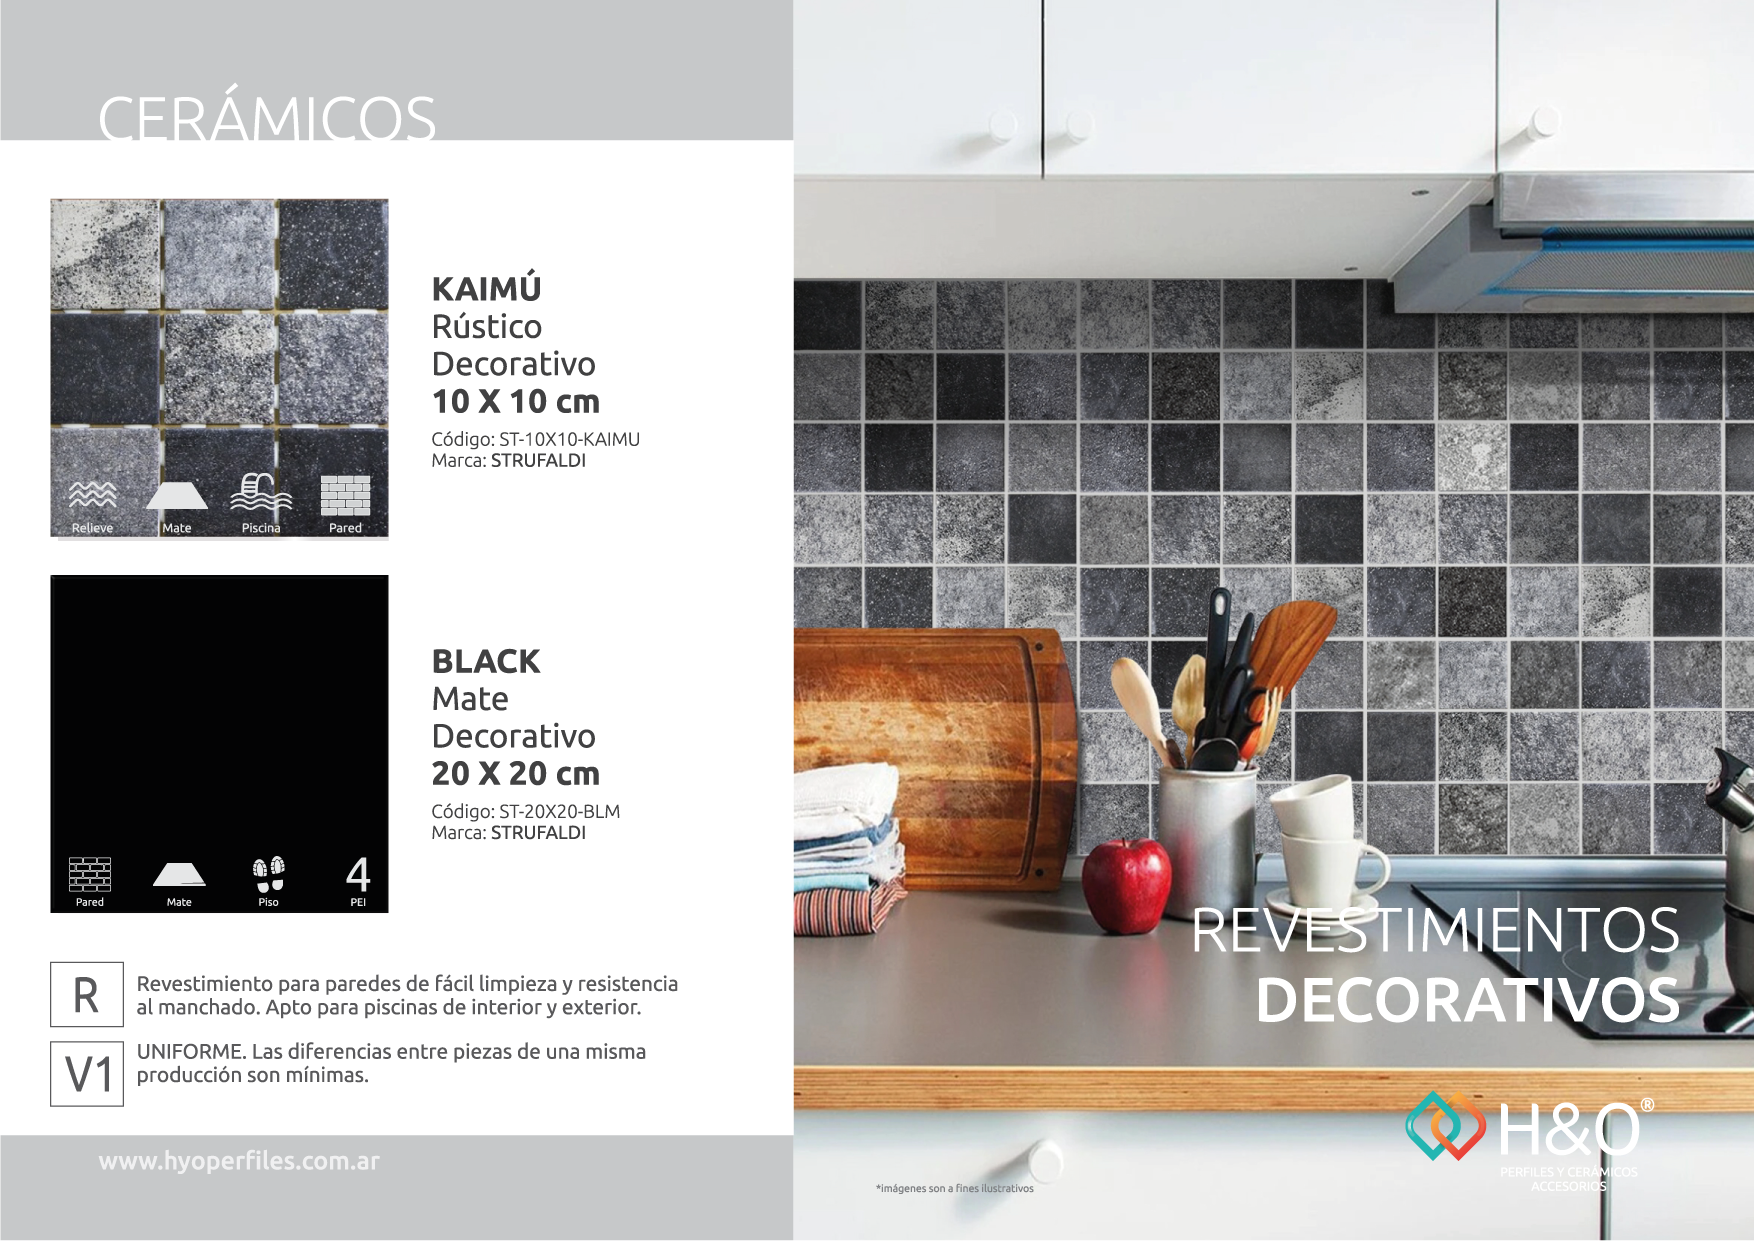 CERÁMICOS
Relieve
Mate
Piscina
Pared
KAIMÚ
Rústico
Decorativo
10 X 10 cm
Código: ST-10X10-KAIMU
Marca: STRUFALDI
Pared
Mate
Piso
4
PEI
BLACK
Mate
Decorativo
20 X 20 cm
Código: ST-20X20-BLM
Marca: STRUFALDI
R
Revestimiento para paredes de fácil limpieza y resistencia
al manchado. Apto para piscinas de interior y exterior.
V1
UNIFORME. Las diferencias entre piezas de una misma
producción son mínimas.
www.hyoperfiles.com.ar
REVESTIMIENTOS
DECORATIVOS
H&O®
PERFILES Y CERÁMICOS
ACCESORIOS
*imágenes son a fines ilustrativos